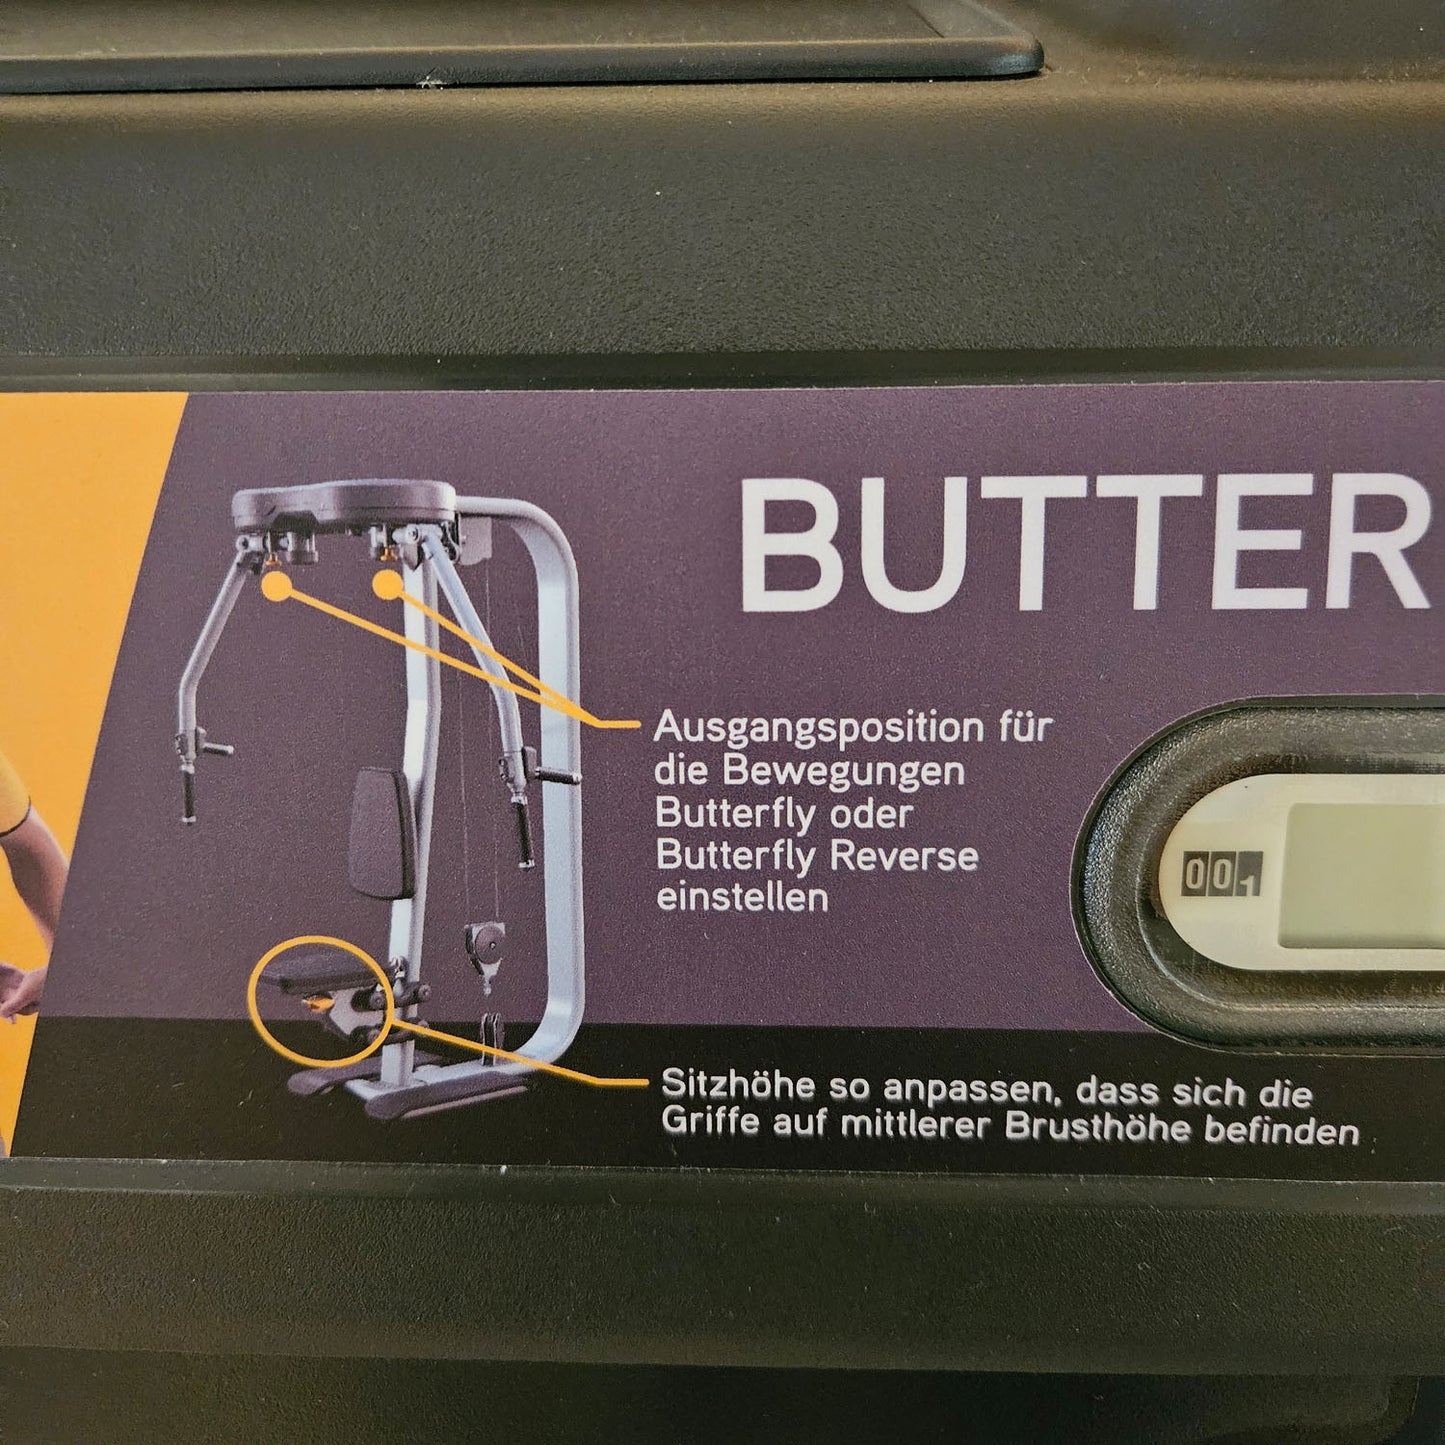 BUTTER
Ausgangsposition für
die Bewegungen
Butterfly oder
Butterfly Reverse
einstellen
001
Sitzhöhe so anpassen, dass sich die
Griffe auf mittlerer Brusthöhe befinden